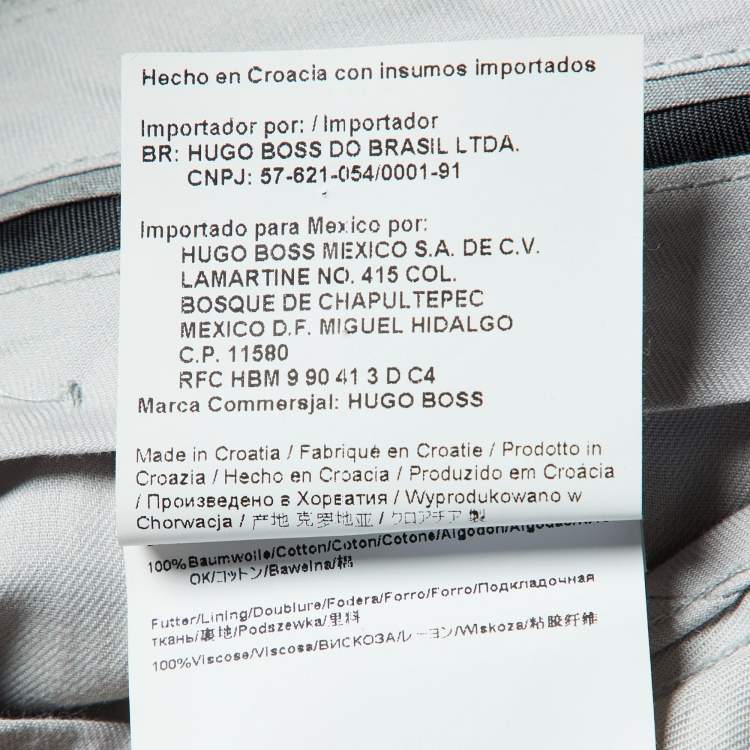 Hecho en Croacia con insumos importados
Importador por: / Importador
BR: HUGO BOSS DO BRASIL LTDA.
CNPJ: 57-621-054/0001-91
Importado para Mexico por:
HUGO BOSS MEXICO S.A. DE C.V.
LAMARTINE NO. 415 COL.
BOSQUE DE CHAPULTEPEC
MEXICO D.F. MIGUEL HIDALGO
C.P. 11580
RFC HBM 9 90 41 3 D C4
Marca Commersjal: HUGO BOSS
Made in Croatia / Fabriqué en Croatie / Prodotto in
Croazia / Hecho en Croacia / Produzido em Croácia
/ Произведено в Хорватия / Wyprodukowano w
Chorwacja / 产地 克罗地亚 / クロアチア 製
100%Baumwolle/Cotton/Coton/Cotone/Algodón/Algodão/
/コットン/Bawełna/棉
Futter/Lining/Doublure/Fodera/Forro/Forro/Подкладочная
ткань/裏地/Podszewka/里料
100%Viscose/Viscosa/ВИСКОЗА/レーヨン/Wiskoza/粘胶纤维